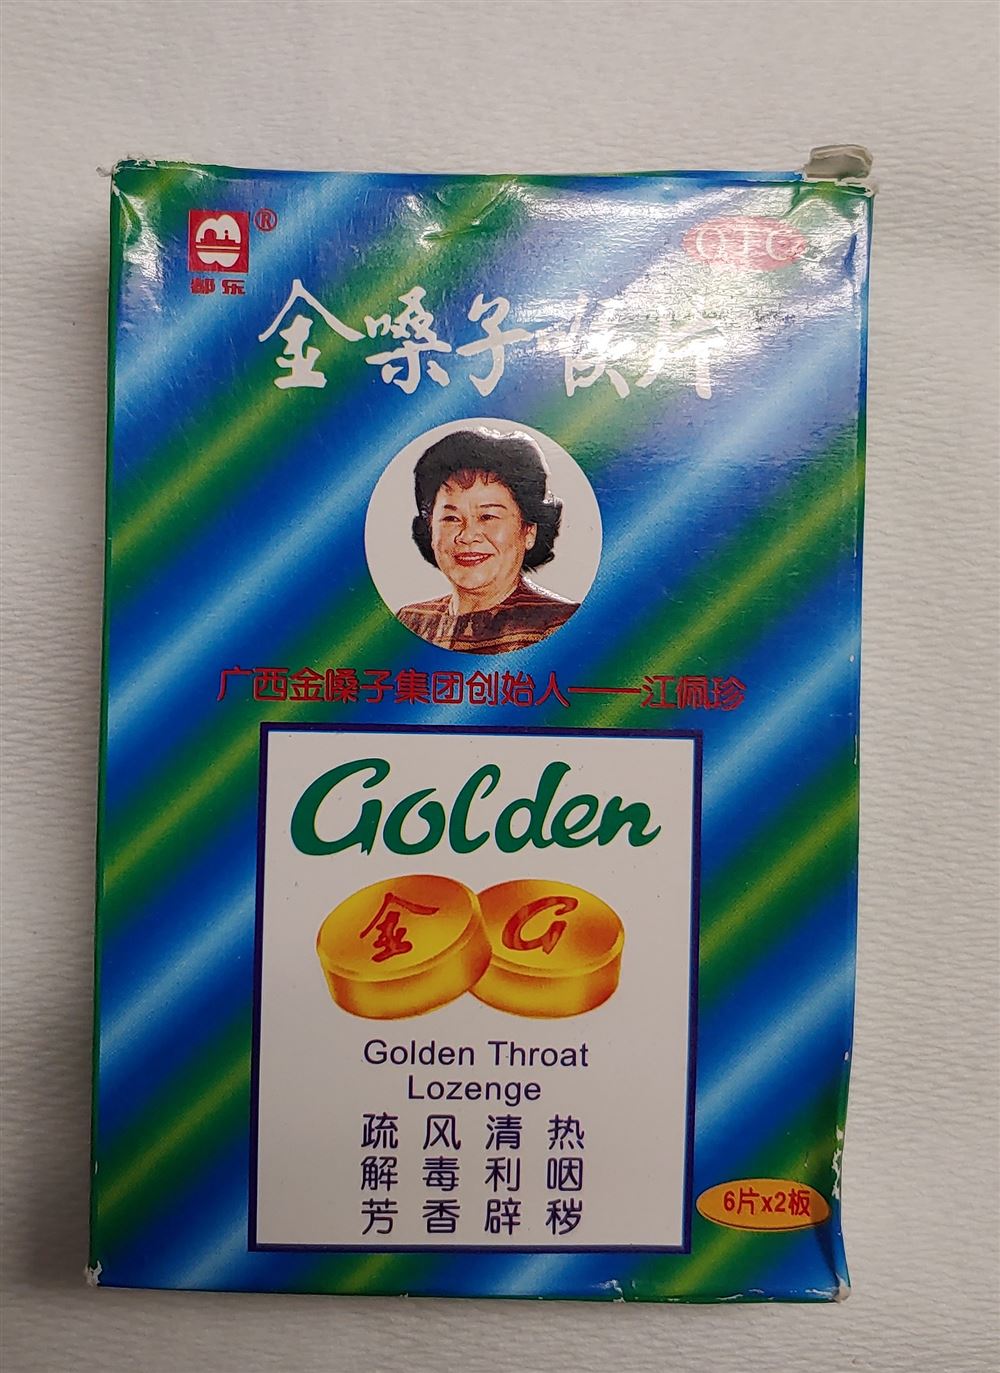 ®
都乐
OTC
金嗓子喉片
广西金嗓子集团创始人——江佩珍
Golden
金 G
Golden Throat
Lozenge
疏风清热
解毒利咽
芳香辟秽
6片x2板